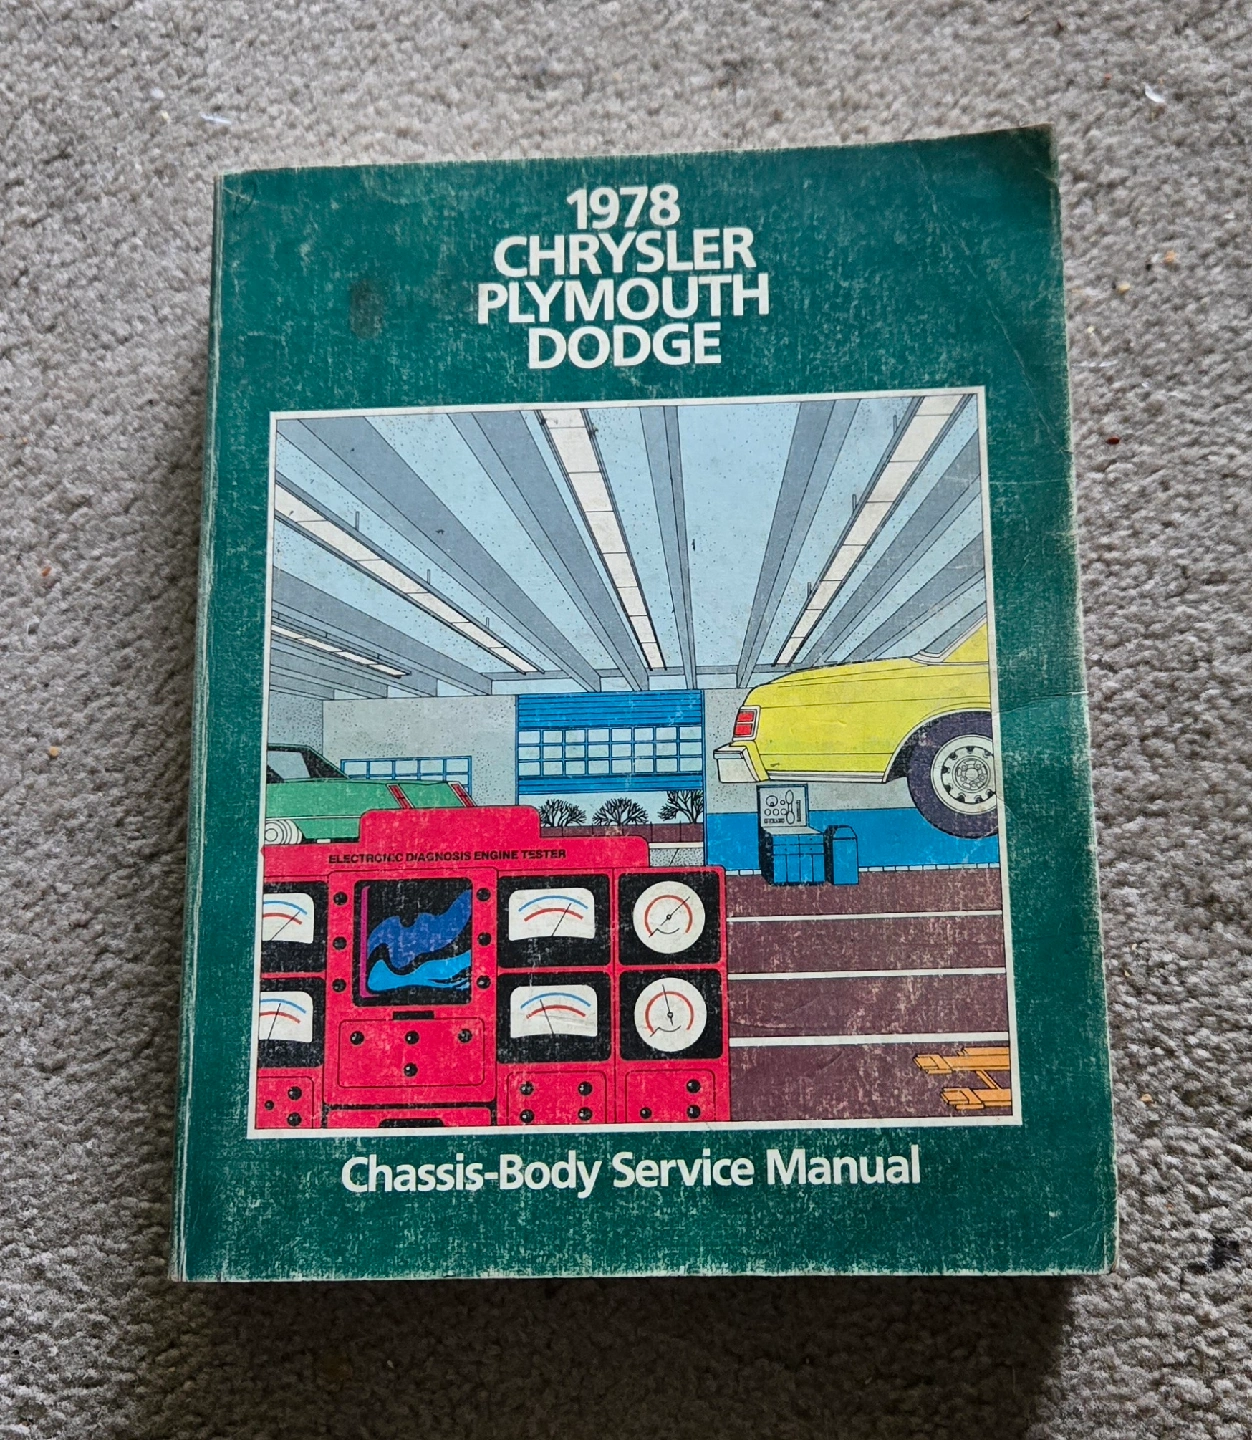 1978
CHRYSLER
PLYMOUTH
DODGE
ELECTRONIC DIAGNOSIS ENGINE TESTER
Chassis-Body Service Manual